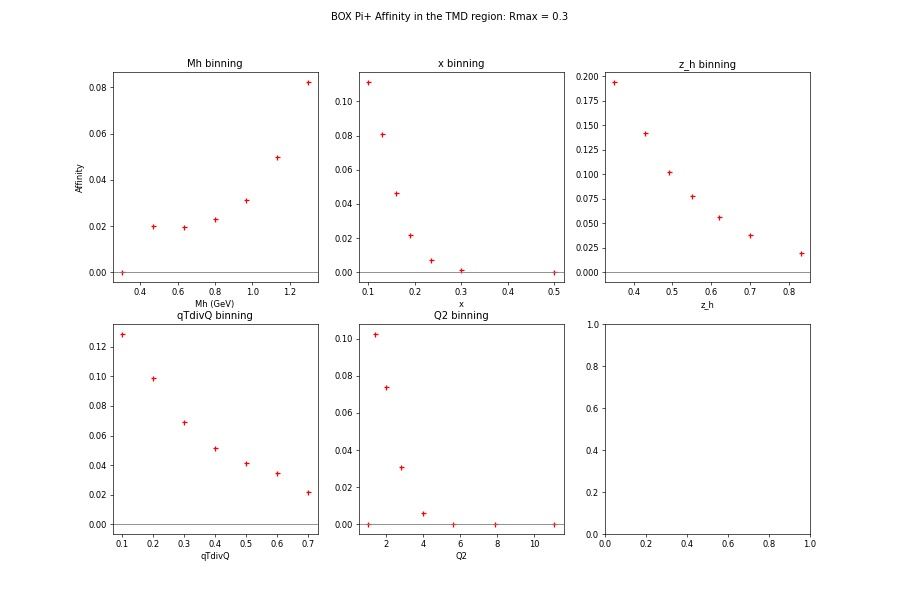 BOX Pi+ Affinity in the TMD region: Rmax = 0.3
Mh binning
0.08
0.06
0.04
0.02
0.00
Affinity
0.4 0.6 0.8 1.0 1.2
Mh (GeV)
x binning
0.10
0.08
0.06
0.04
0.02
0.00
0.1 0.2 0.3 0.4 0.5
x
z_h binning
0.200
0.175
0.150
0.125
0.100
0.075
0.050
0.025
0.000
0.4 0.5 0.6 0.7 0.8
z_h
qTdivQ binning
0.12
0.10
0.08
0.06
0.04
0.02
0.00
0.1 0.2 0.3 0.4 0.5 0.6 0.7
qTdivQ
Q2 binning
0.10
0.08
0.06
0.04
0.02
0.00
2 4 6 8 10
Q2
1.0
0.8
0.6
0.4
0.2
0.0
0.0 0.2 0.4 0.6 0.8 1.0